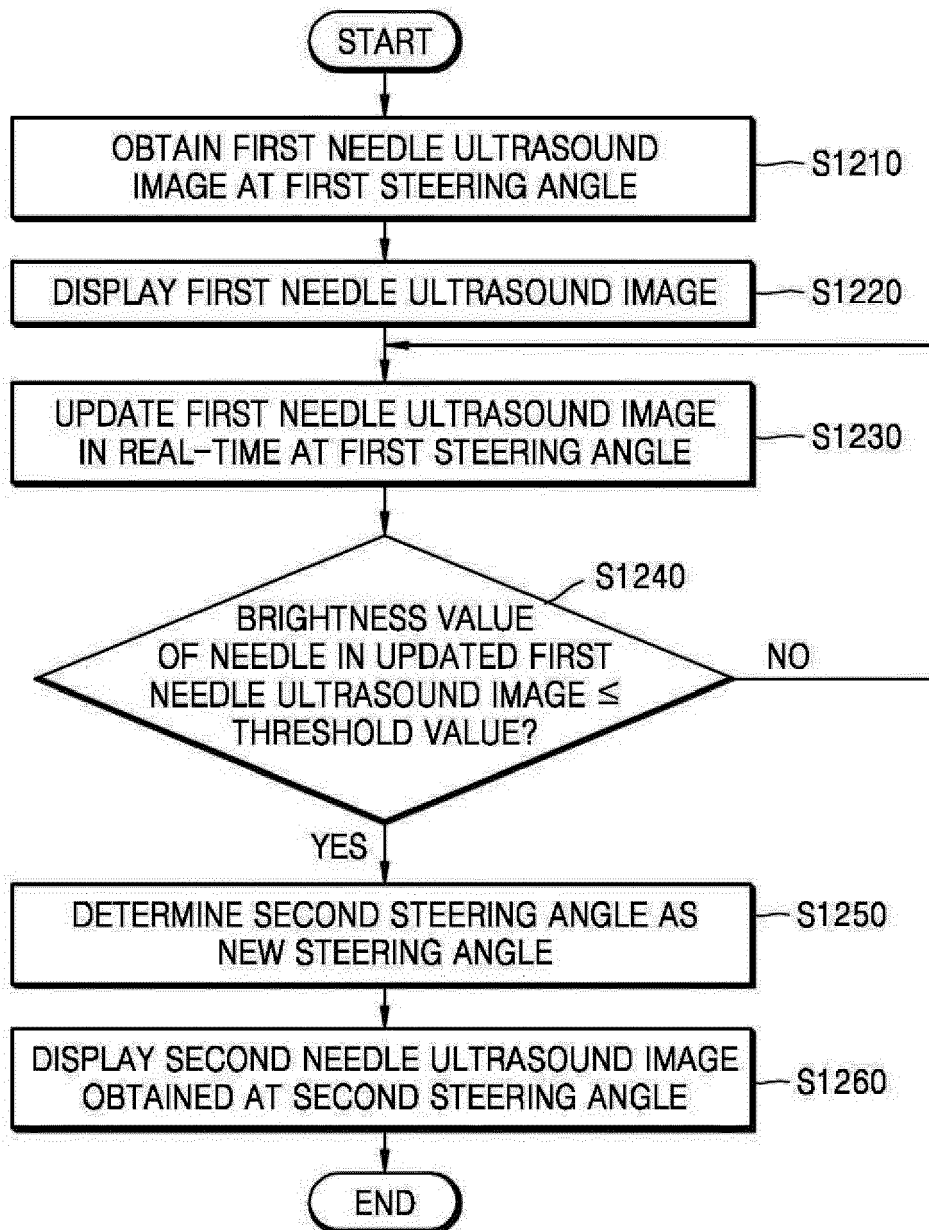 START
OBTAIN FIRST NEEDLE ULTRASOUND
IMAGE AT FIRST STEERING ANGLE
S1210
DISPLAY FIRST NEEDLE ULTRASOUND IMAGE
S1220
UPDATE FIRST NEEDLE ULTRASOUND IMAGE
IN REAL-TIME AT FIRST STEERING ANGLE
S1230
S1240
BRIGHTNESS VALUE
OF NEEDLE IN UPDATED FIRST
NEEDLE ULTRASOUND IMAGE ≤
THRESHOLD VALUE?
NO
YES
DETERMINE SECOND STEERING ANGLE AS
NEW STEERING ANGLE
S1250
DISPLAY SECOND NEEDLE ULTRASOUND IMAGE
OBTAINED AT SECOND STEERING ANGLE
S1260
END